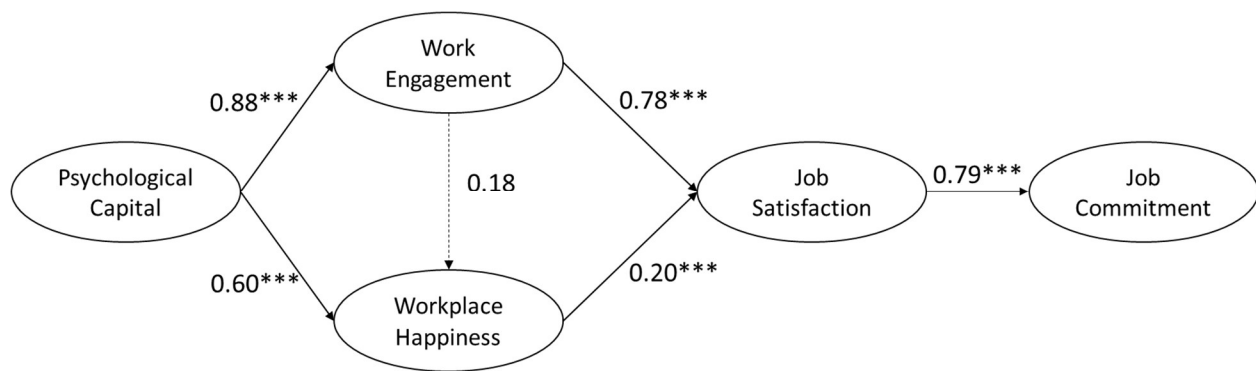 Work
Engagement
0.88***
0.78***
Psychological
Capital
0.18
Job
Satisfaction
0.79***
Job
Commitment
0.60***
0.20***
Workplace
Happiness